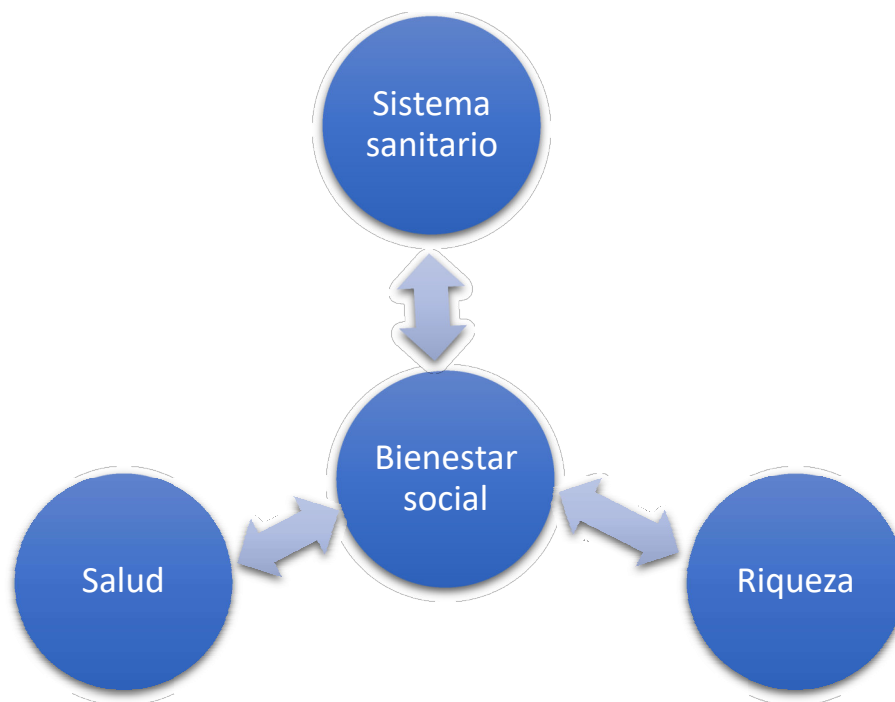 Sistema
sanitario
Bienestar
social
Salud
Riqueza